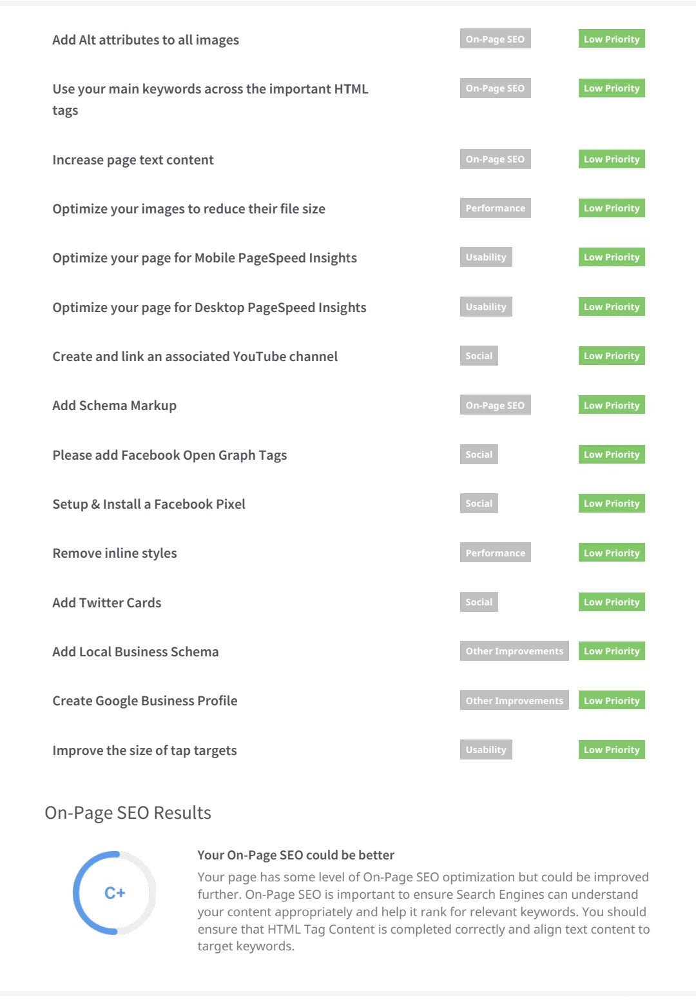 Add Alt attributes to all images On-Page SEO Low Priority
Use your main keywords across the important HTML On-Page SEO Low Priority
tags
Increase page text content On-Page SEO Low Priority
Optimize your images to reduce their file size Performance Low Priority
Optimize your page for Mobile PageSpeed Insights Usability Low Priority
Optimize your page for Desktop PageSpeed Insights Usability Low Priority
Create and link an associated YouTube channel Social Low Priority
Add Schema Markup On-Page SEO Low Priority
Please add Facebook Open Graph Tags Social Low Priority
Setup & Install a Facebook Pixel Social Low Priority
Remove inline styles Performance Low Priority
Add Twitter Cards Social Low Priority
Add Local Business Schema Other Improvements Low Priority
Create Google Business Profile Other Improvements Low Priority
Improve the size of tap targets Usability Low Priority
On-Page SEO Results
C+
Your On-Page SEO could be better
Your page has some level of On-Page SEO optimization but could be improved
further. On-Page SEO is important to ensure Search Engines can understand
your content appropriately and help it rank for relevant keywords. You should
ensure that HTML Tag Content is completed correctly and align text content to
target keywords.